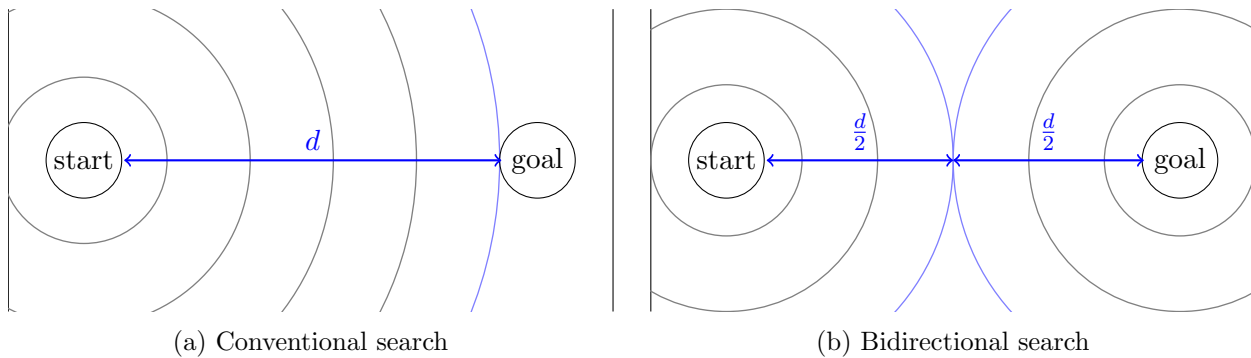 start
d
goal
start
d/2
d/2
goal
(a) Conventional search
(b) Bidirectional search